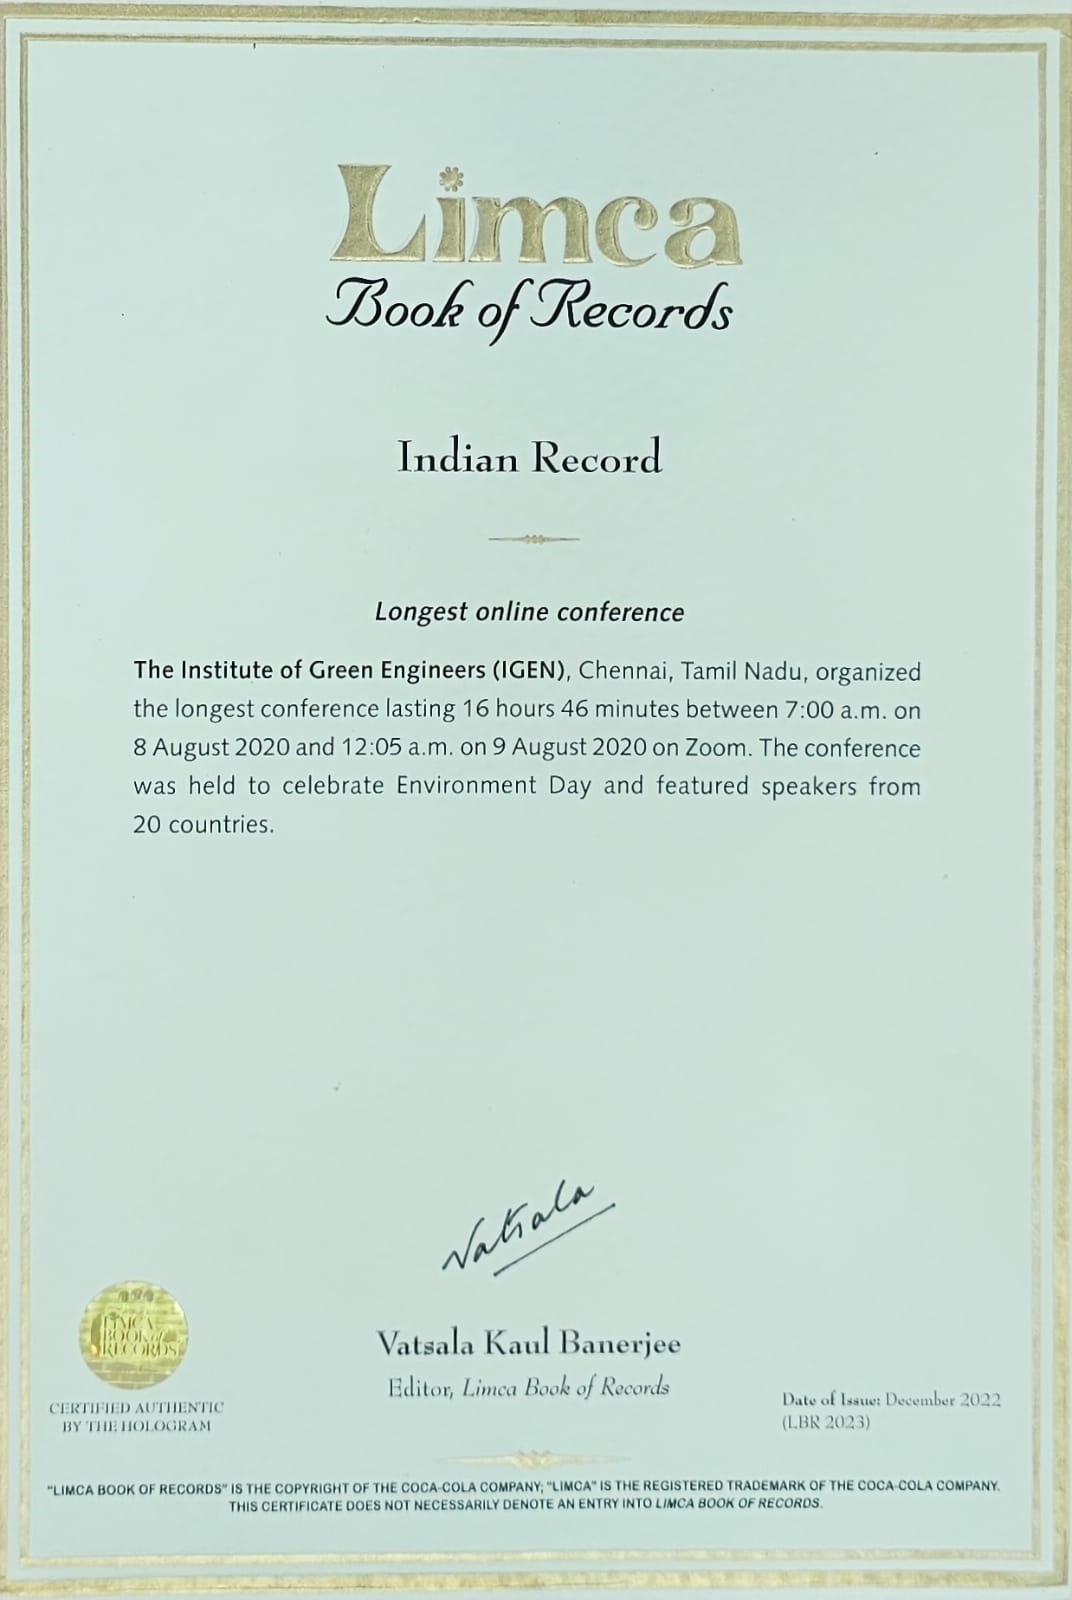 Limca
Book of Records
Indian Record
Longest online conference
The Institute of Green Engineers (IGEN), Chennai, Tamil Nadu, organized
the longest conference lasting 16 hours 46 minutes between 7:00 a.m. on
8 August 2020 and 12:05 a.m. on 9 August 2020 on Zoom. The conference
was held to celebrate Environment Day and featured speakers from
20 countries.
Vatsala
LIMCA
BOOK of
RECORDS
CERTIFIED AUTHENTIC
BY THE HOLOGRAM
Vatsala Kaul Banerjee
Editor, Limca Book of Records
Date of Issue: December 2022
(LBR 2023)
"LIMCA BOOK OF RECORDS" IS THE COPYRIGHT OF THE COCA-COLA COMPANY; "LIMCA" IS THE REGISTERED TRADEMARK OF THE COCA-COLA COMPANY.
THIS CERTIFICATE DOES NOT NECESSARILY DENOTE AN ENTRY INTO LIMCA BOOK OF RECORDS.